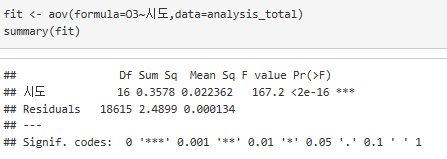 fit <- aov(formula=O3~시도,data=analysis_total)
summary(fit)
##                Df Sum Sq  Mean Sq F value Pr(>F)
## 시도           16 0.3578 0.022362   167.2 <2e-16 ***
## Residuals   18615 2.4899 0.000134
## ---
## Signif. codes:  0 '***' 0.001 '**' 0.01 '*' 0.05 '.' 0.1 ' ' 1